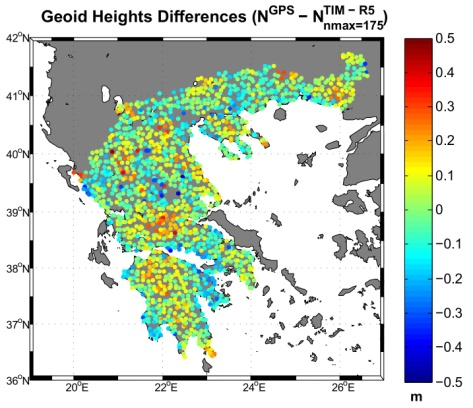 Geoid Heights Differences (N^GPS − N^TIM − R5_nmax=175)
42°N
41°N
40°N
39°N
38°N
37°N
36°N
20°E
22°E
24°E
26°E
0.5
0.4
0.3
0.2
0.1
0
−0.1
−0.2
−0.3
−0.4
−0.5
m